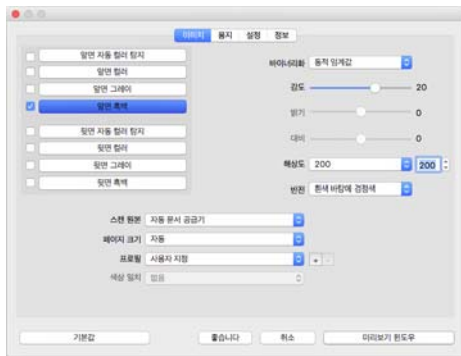 이미지 용지 설정 정보
앞면 자동 컬러 탐지
앞면 컬러
앞면 그레이
앞면 흑백
뒷면 자동 컬러 탐지
뒷면 컬러
뒷면 그레이
뒷면 흑백
바이너리화 동적 임계값
감도 20
밝기 0
대비 0
해상도 200 200
반전 흰색 바탕에 검정색
스캔 원본 자동 문서 공급기
페이지 크기 자동
프로필 사용자 지정 + -
색상 일치 없음
기본값 좋습니다 취소 미리보기 윈도우